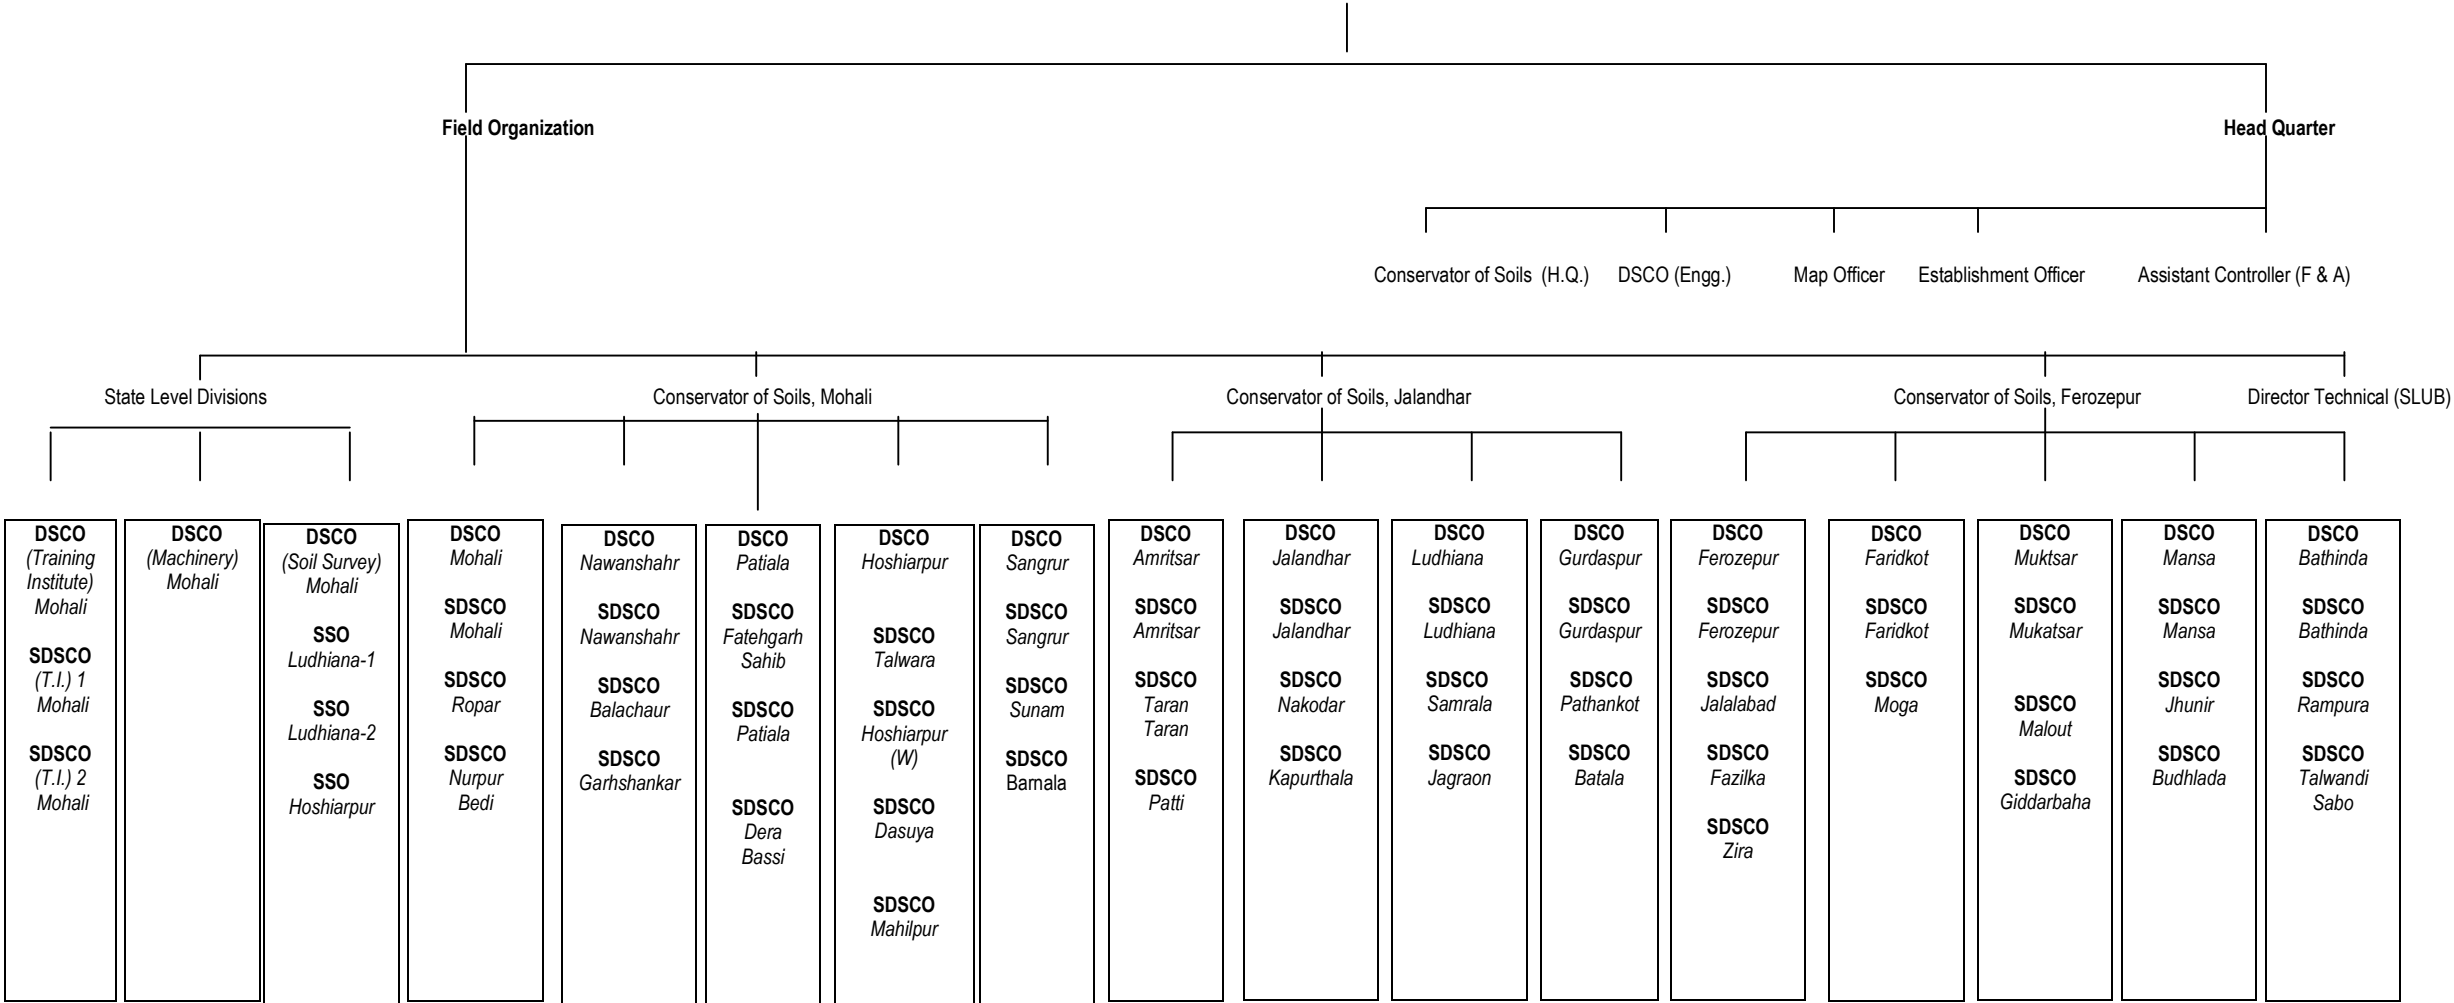 Field Organization
Head Quarter
Conservator of Soils (H.Q.)
DSCO (Engg.)
Map Officer
Establishment Officer
Assistant Controller (F & A)
State Level Divisions
Conservator of Soils, Mohali
Conservator of Soils, Jalandhar
Conservator of Soils, Ferozepur
Director Technical (SLUB)
DSCO
(Training
Institute)
Mohali
SDSCO
(T.I.) 1
Mohali
SDSCO
(T.I.) 2
Mohali
DSCO
(Machinery)
Mohali
DSCO
(Soil Survey)
Mohali
SSO
Ludhiana-1
SSO
Ludhiana-2
SSO
Hoshiarpur
DSCO
Mohali
SDSCO
Mohali
SDSCO
Ropar
SDSCO
Nurpur
Bedi
DSCO
Nawanshahr
SDSCO
Nawanshahr
SDSCO
Balachaur
SDSCO
Garhshankar
DSCO
Patiala
SDSCO
Fatehgarh
Sahib
SDSCO
Patiala
SDSCO
Dera
Bassi
DSCO
Hoshiarpur
SDSCO
Talwara
SDSCO
Hoshiarpur
(W)
SDSCO
Dasuya
SDSCO
Mahilpur
DSCO
Sangrur
SDSCO
Sangrur
SDSCO
Sunam
SDSCO
Barnala
DSCO
Amritsar
SDSCO
Amritsar
SDSCO
Taran
Taran
SDSCO
Patti
DSCO
Jalandhar
SDSCO
Jalandhar
SDSCO
Nakodar
SDSCO
Kapurthala
DSCO
Ludhiana
SDSCO
Ludhiana
SDSCO
Samrala
SDSCO
Jagraon
DSCO
Gurdaspur
SDSCO
Gurdaspur
SDSCO
Pathankot
SDSCO
Batala
DSCO
Ferozepur
SDSCO
Ferozepur
SDSCO
Jalalabad
SDSCO
Fazilka
SDSCO
Zira
DSCO
Faridkot
SDSCO
Faridkot
SDSCO
Moga
DSCO
Muktsar
SDSCO
Mukatsar
SDSCO
Malout
SDSCO
Giddarbaha
DSCO
Mansa
SDSCO
Mansa
SDSCO
Jhunir
SDSCO
Budhlada
DSCO
Bathinda
SDSCO
Bathinda
SDSCO
Rampura
SDSCO
Talwandi
Sabo